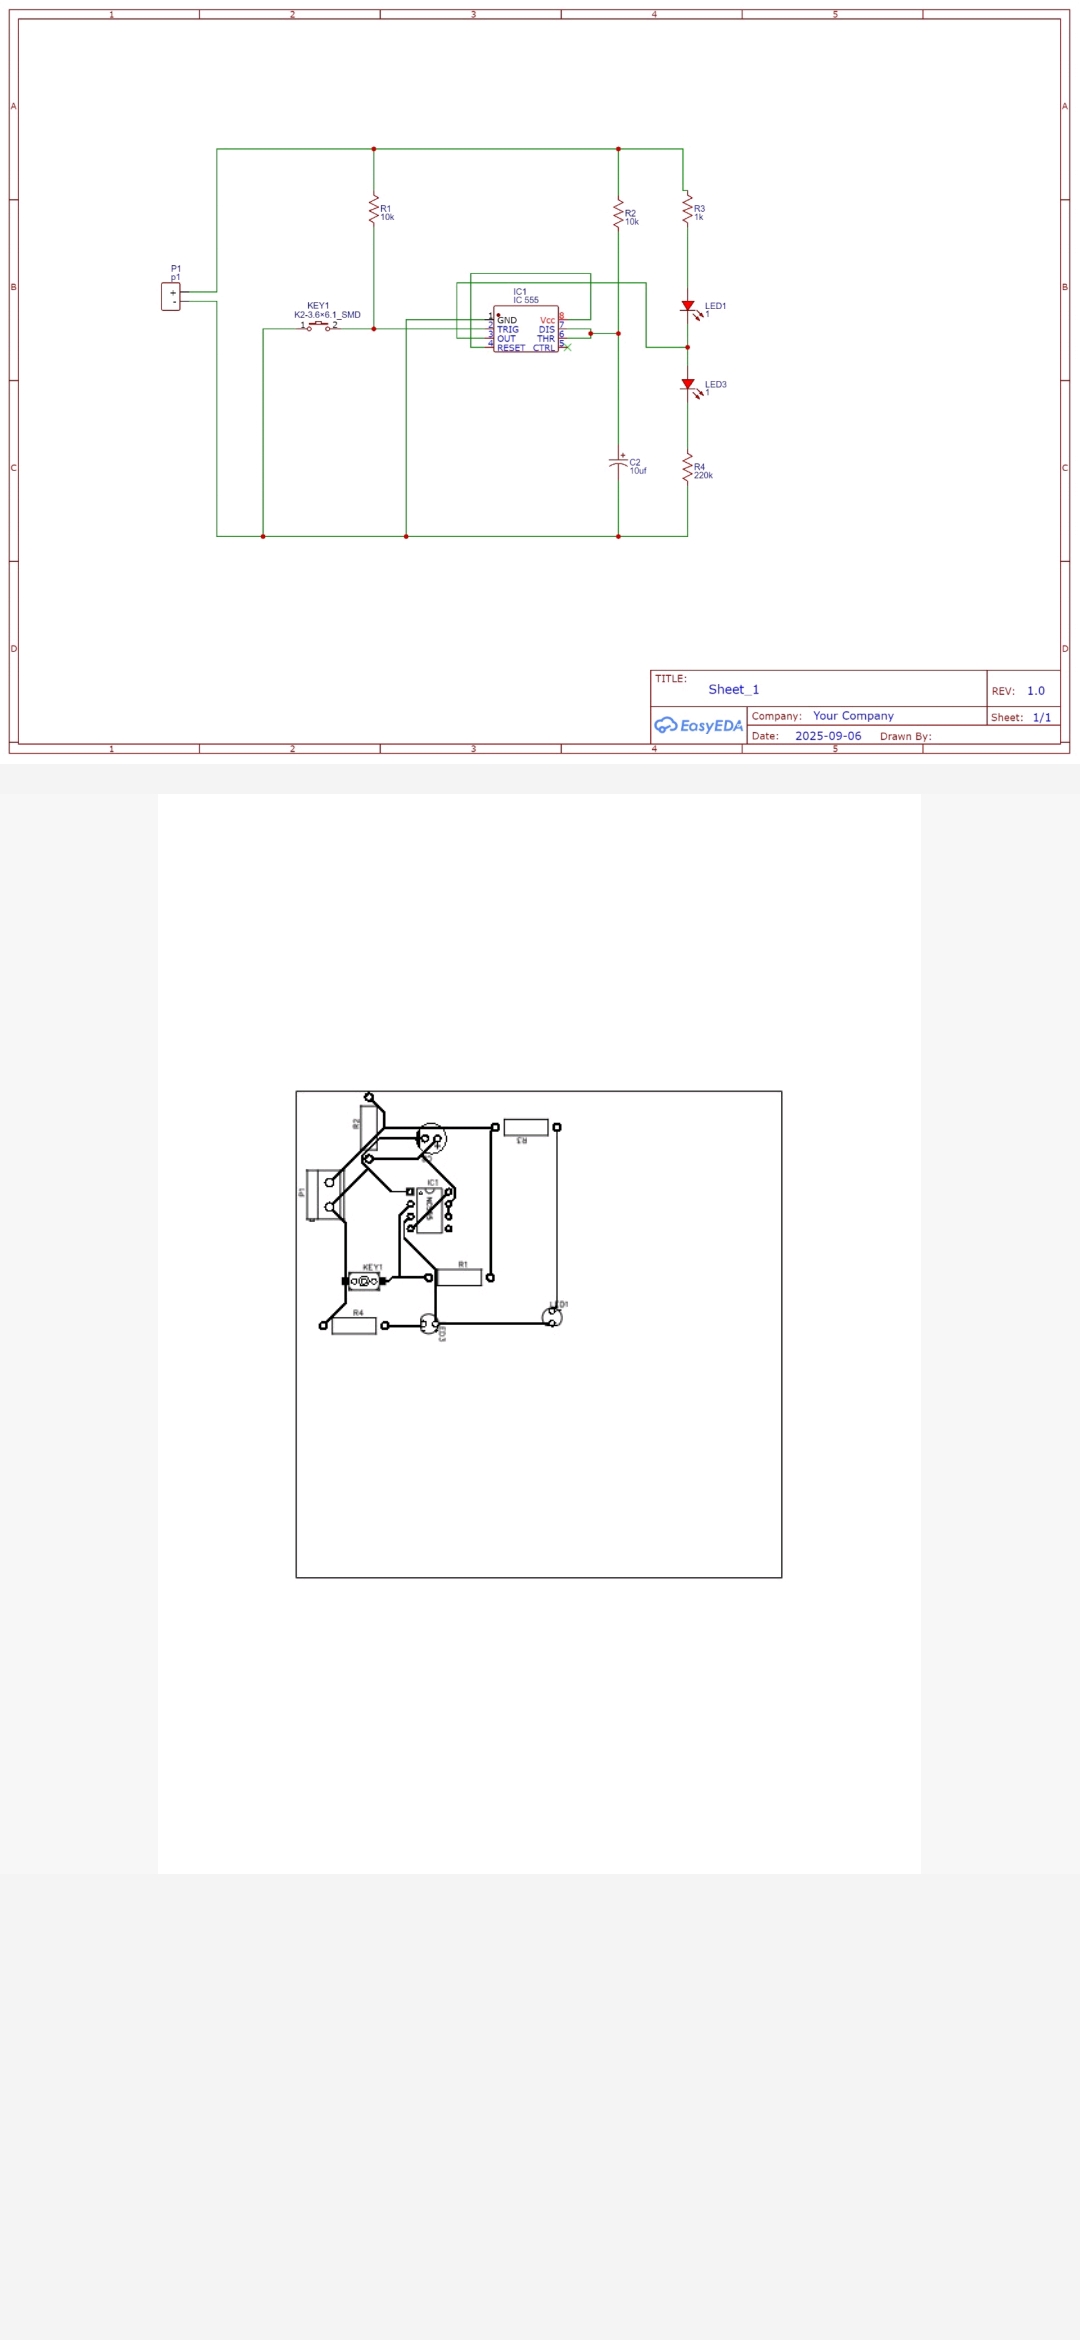 1 2 3 4 5
A A
B B
C C
D D
R1
10k
R2
10k
R3
1k
P1
p1
+
-
KEY1
K2-3.6×6.1_SMD
1 2
IC1
IC 555
1 GND Vcc 8
2 TRIG DIS 7
3 OUT THR 6
4 RESET CTRL 5
LED1
1
LED3
1
+
C2
10uf
R4
220k
TITLE:
Sheet_1
REV: 1.0
EasyEDA
Company: Your Company
Sheet: 1/1
Date: 2025-09-06 Drawn By:
1 2 3 4 5
R2
R3
+
P1
IC1
KEY1
R1
R4
LED1